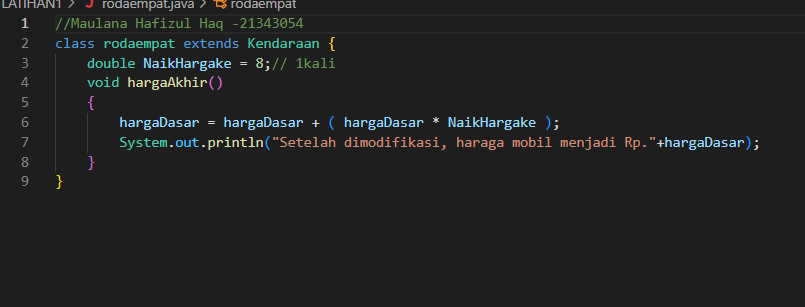 LATIHAN1 > J rodaempat.java > rodaempat
1 //Maulana Hafizul Haq -21343054
2 class rodaempat extends Kendaraan {
3 double NaikHargake = 8;// 1kali
4 void hargaAkhir()
5 {
6 hargaDasar = hargaDasar + ( hargaDasar * NaikHargake );
7 System.out.println("Setelah dimodifikasi, haraga mobil menjadi Rp."+hargaDasar);
8 }
9 }